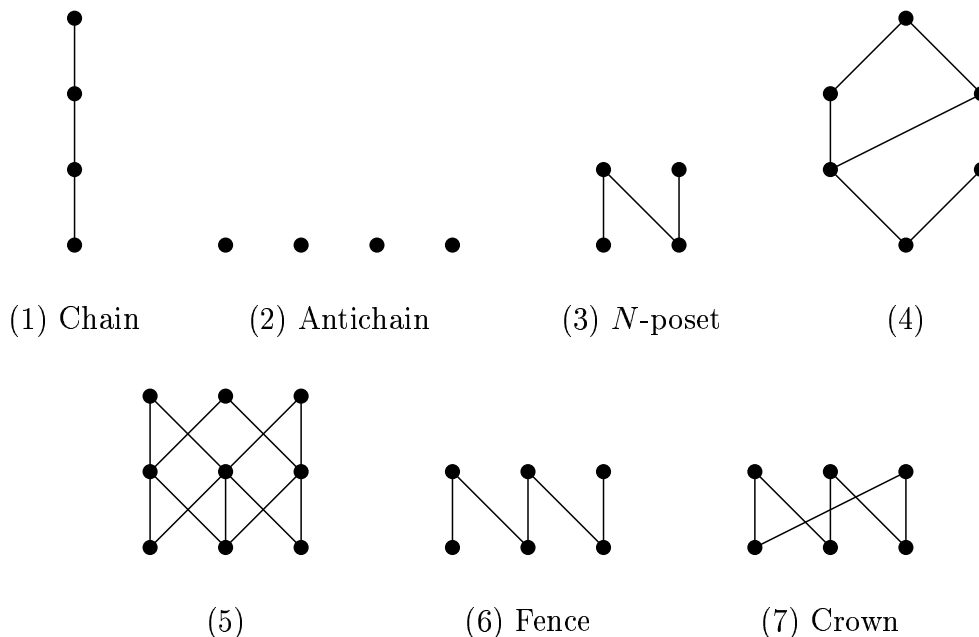 (1) Chain (2) Antichain (3) N-poset (4)
(5) (6) Fence (7) Crown